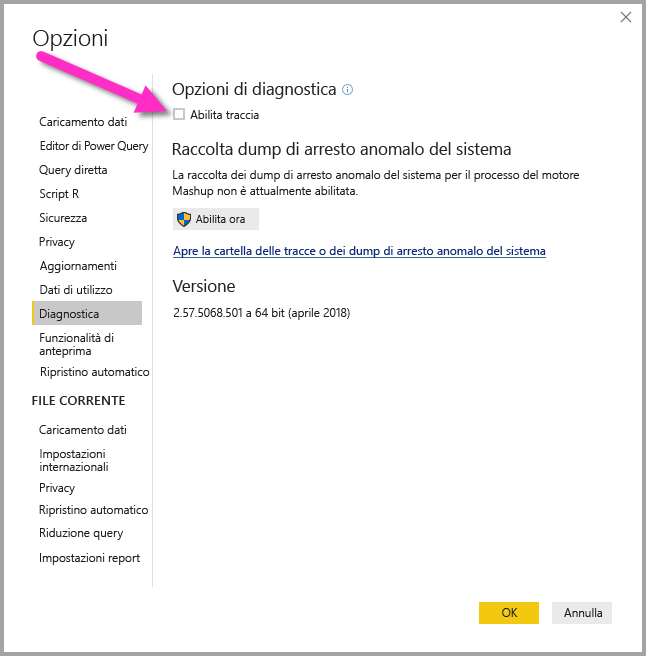 Opzioni
Caricamento dati
Editor di Power Query
Query diretta
Script R
Sicurezza
Privacy
Aggiornamenti
Dati di utilizzo
Diagnostica
Funzionalità di
anteprima
Ripristino automatico
FILE CORRENTE
Caricamento dati
Impostazioni
internazionali
Privacy
Ripristino automatico
Riduzione query
Impostazioni report
Opzioni di diagnostica
Abilita traccia
Raccolta dump di arresto anomalo del sistema
La raccolta dei dump di arresto anomalo del sistema per il processo del motore
Mashup non è attualmente abilitata.
Abilita ora
Apre la cartella delle tracce o dei dump di arresto anomalo del sistema
Versione
2.57.5068.501 a 64 bit (aprile 2018)
OK
Annulla